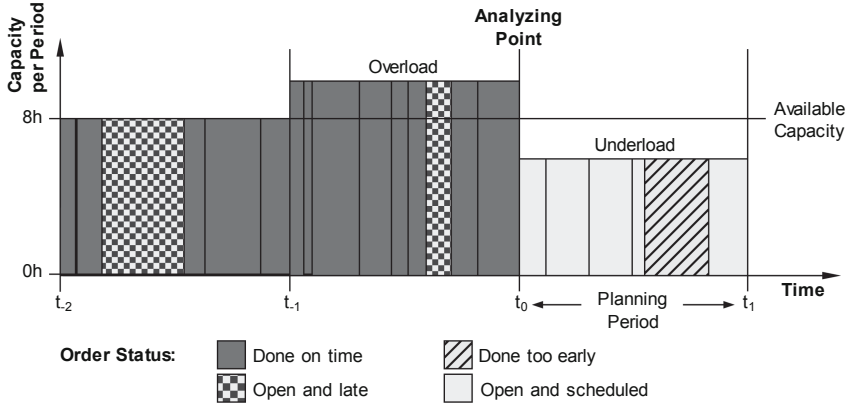 Capacity
per Period
Analyzing
Point
Overload
8h
Available
Capacity
Underload
0h
t-2
t-1
t0
Planning
Period
t1
Time
Order Status:
Done on time
Done too early
Open and late
Open and scheduled